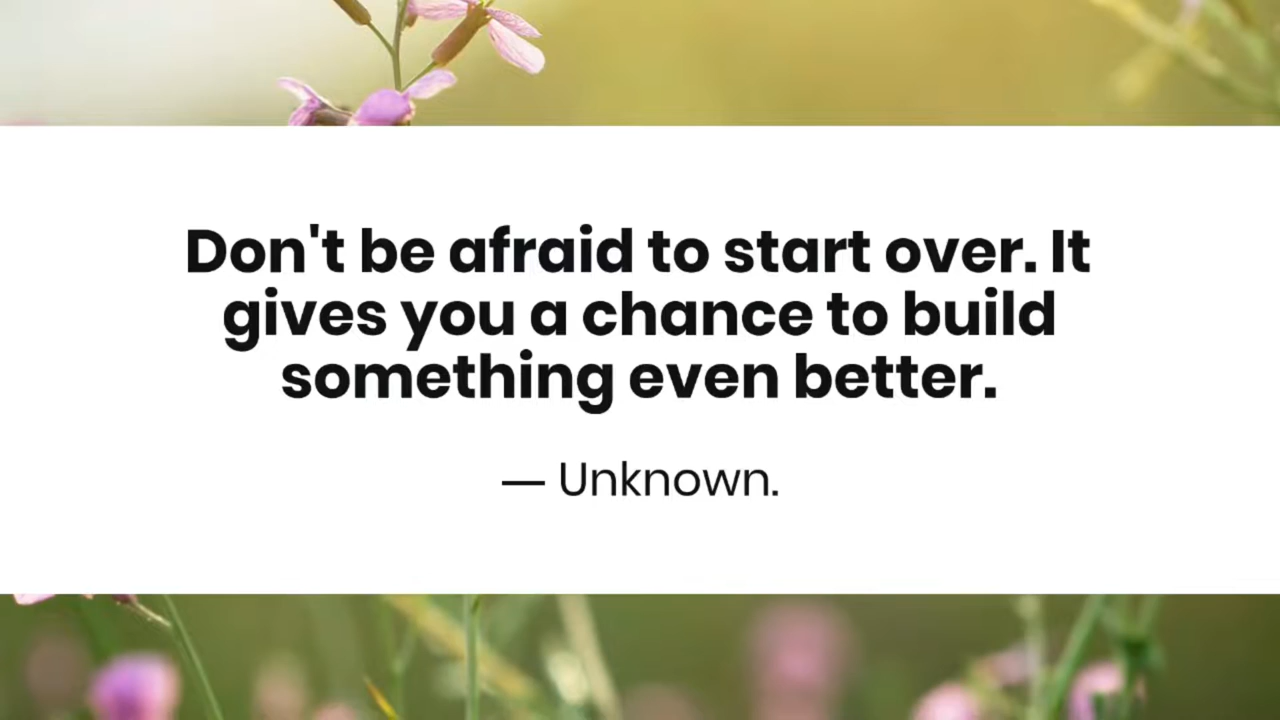 Don't be afraid to start over. It
gives you a chance to build
something even better.
— Unknown.